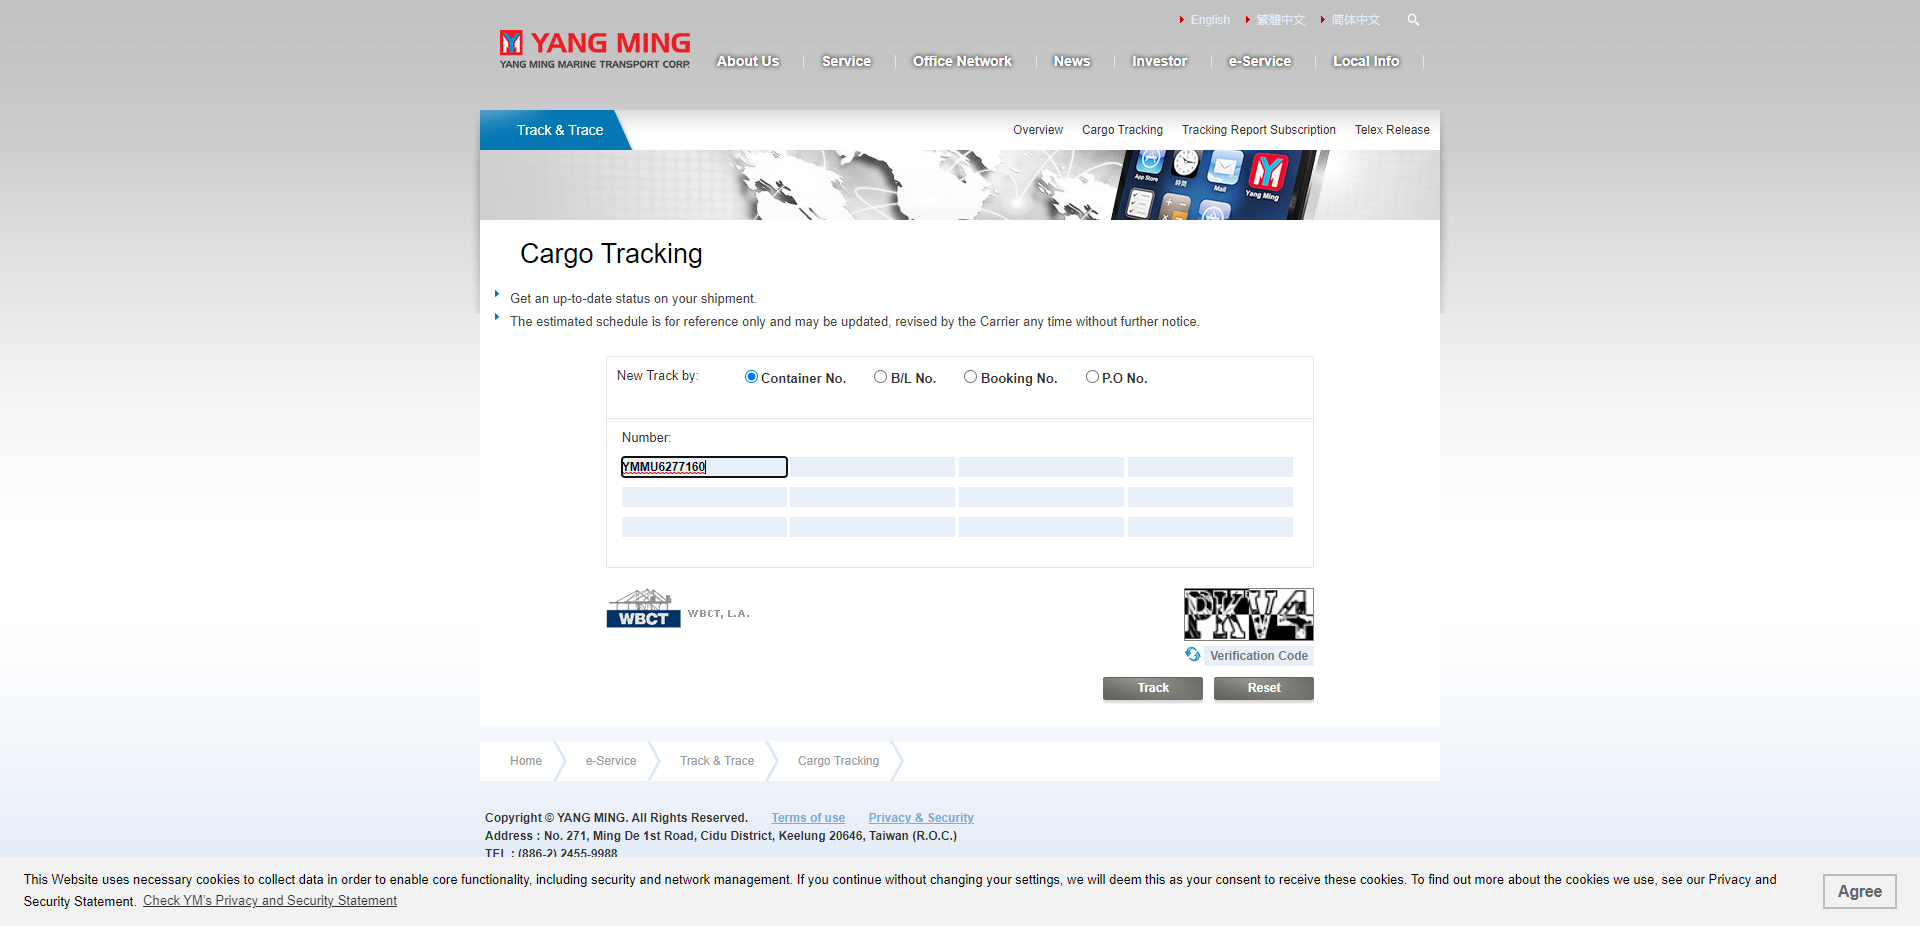 English 繁體中文 简体中文
YANG MING
YANG MING MARINE TRANSPORT CORP.
About Us Service Office Network News Investor e-Service Local Info
Track & Trace
Overview Cargo Tracking Tracking Report Subscription Telex Release
App Store 時間 Mail Yang Ming
Cargo Tracking
Get an up-to-date status on your shipment.
The estimated schedule is for reference only and may be updated, revised by the Carrier any time without further notice.
New Track by: Container No. B/L No. Booking No. P.O No.
Number:
YMMU6277160
WBCT WBCT, L.A.
PKV4
Verification Code
Track Reset
Home e-Service Track & Trace Cargo Tracking
Copyright © YANG MING. All Rights Reserved. Terms of use Privacy & Security
Address : No. 271, Ming De 1st Road, Cidu District, Keelung 20646, Taiwan (R.O.C.)
TEL : (886-2) 2455-9988
This Website uses necessary cookies to collect data in order to enable core functionality, including security and network management. If you continue without changing your settings, we will deem this as your consent to receive these cookies. To find out more about the cookies we use, see our Privacy and
Security Statement. Check YM's Privacy and Security Statement
Agree